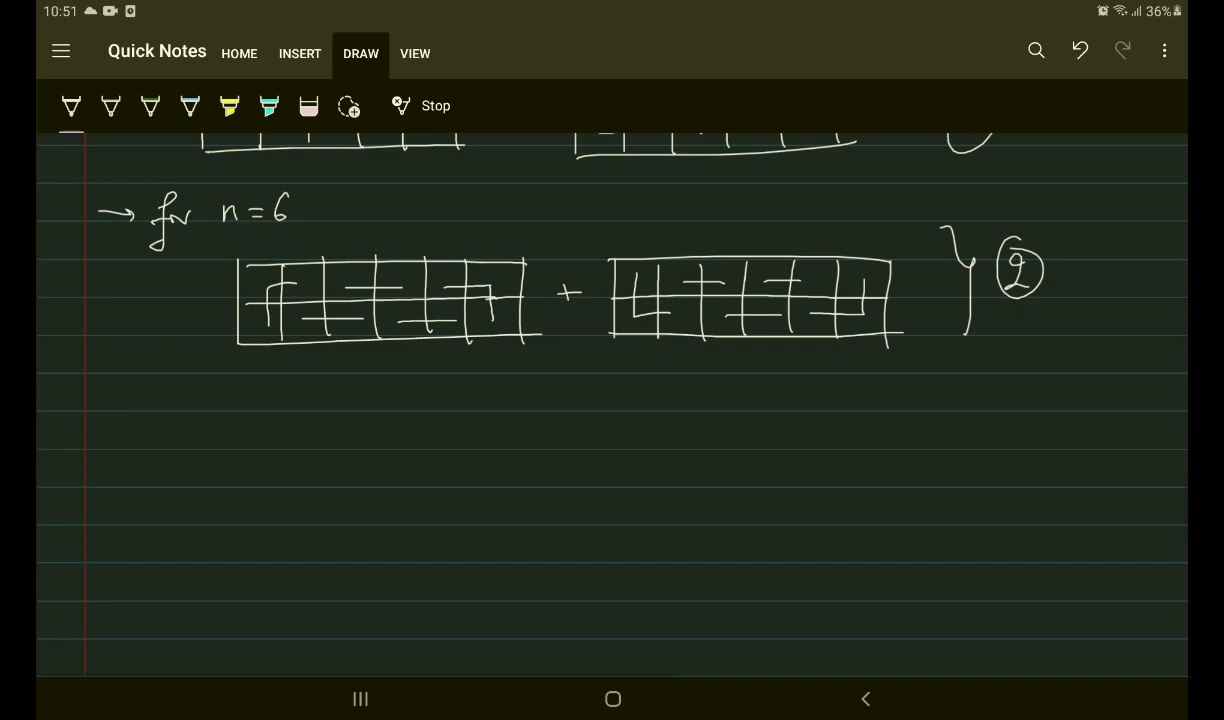 10:51 36%
Quick Notes HOME INSERT DRAW VIEW
Stop
→ for n = 6
+ 2